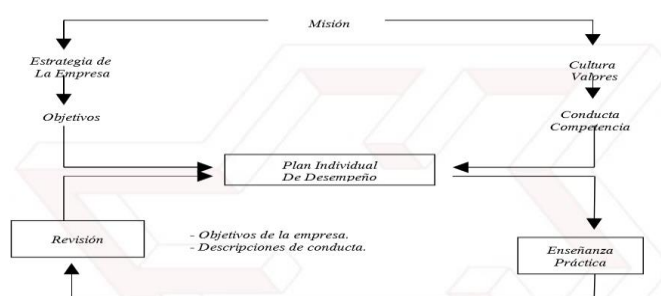 Misión
Estrategia de
La Empresa
Cultura
Valores
Objetivos
Conducta
Competencia
Plan Individual
De Desempeño
Revisión
- Objetivos de la empresa.
- Descripciones de conducta.
Enseñanza
Práctica